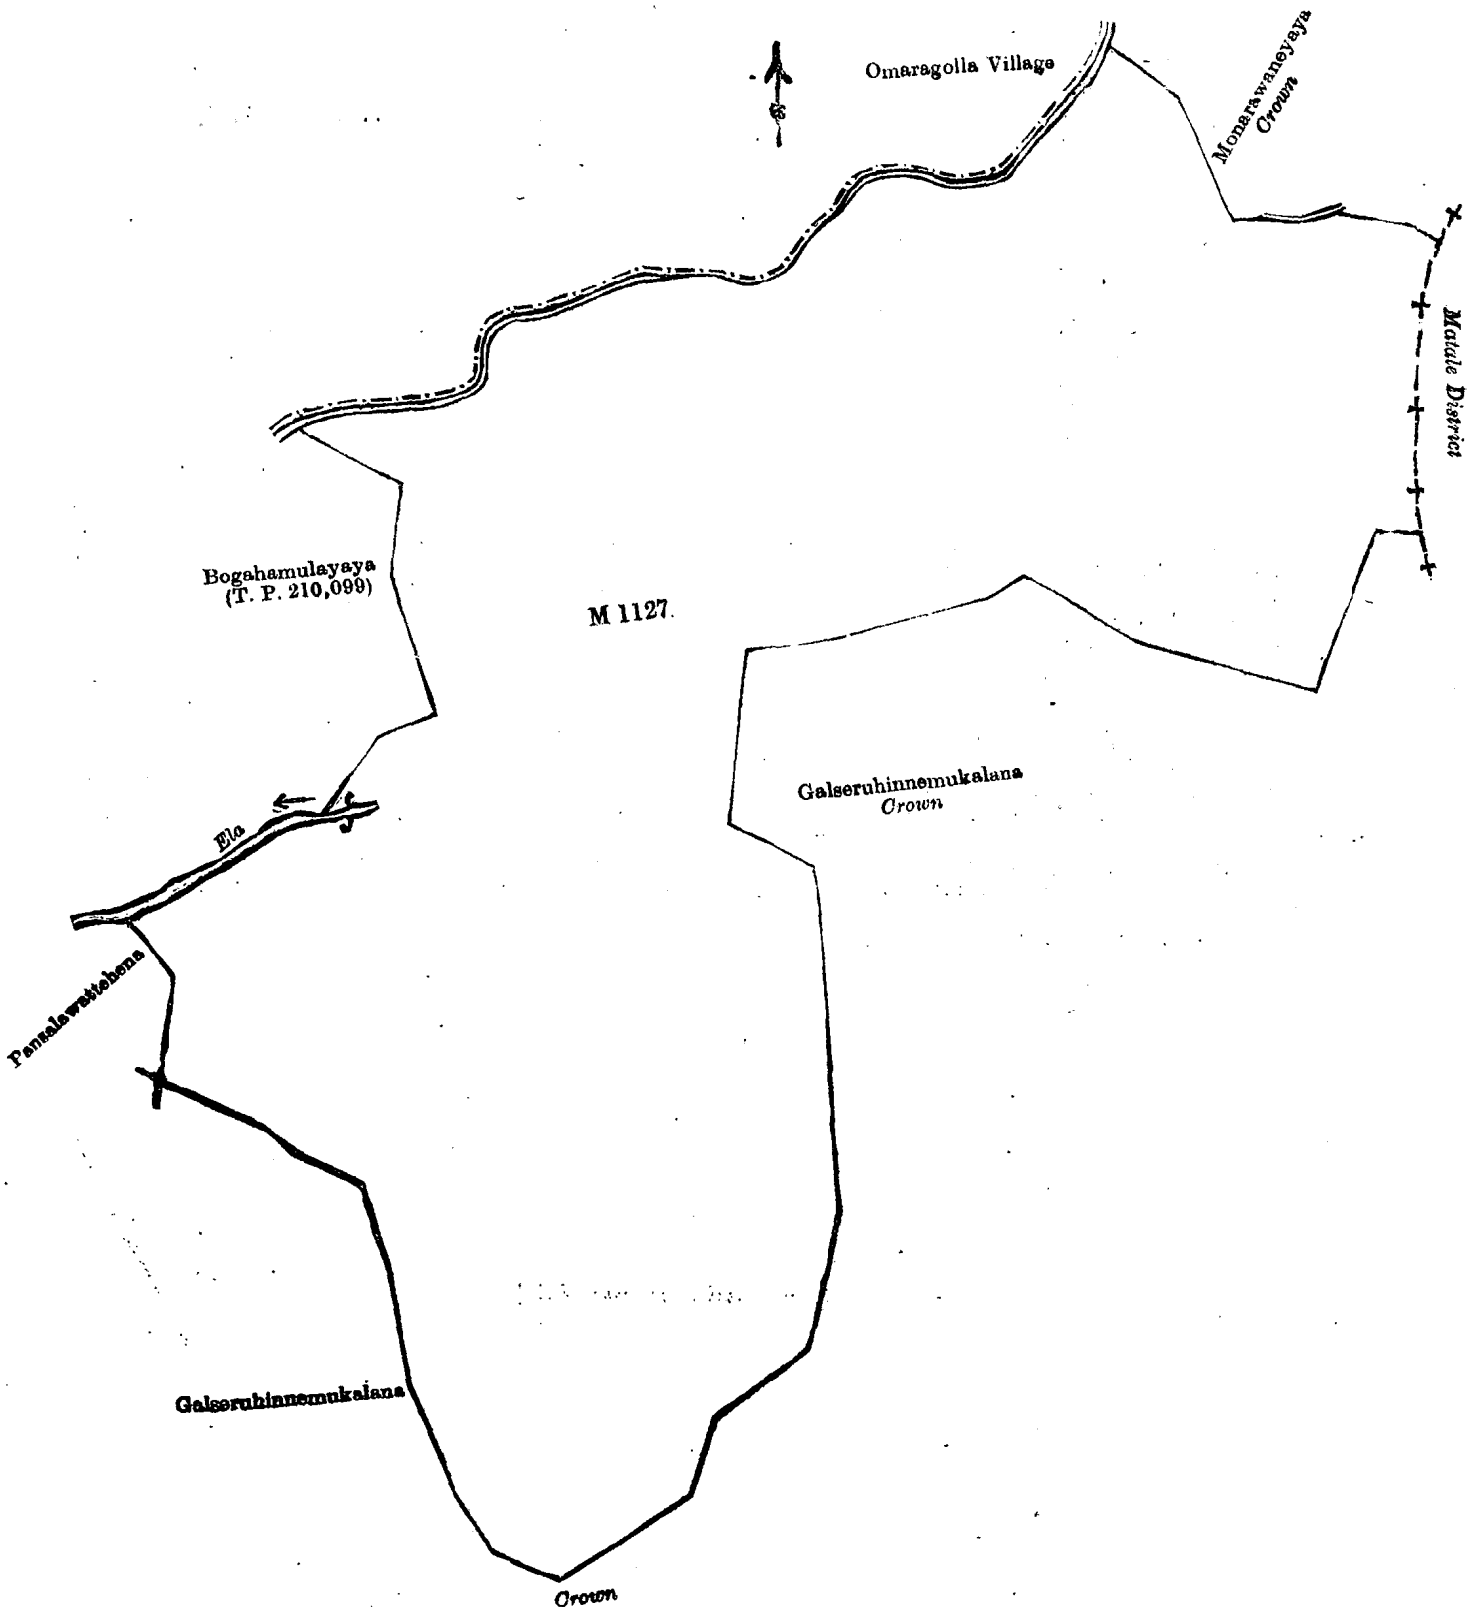 Omaragolla Village
Monarawaneyaya
Crown
Matale District
Bogahamulayaya
(T. P. 210,099)
M 1127.
Galseruhinnemukalana
Crown
Ela
Pansalawattehena
Galseruhinnemukalana
Crown